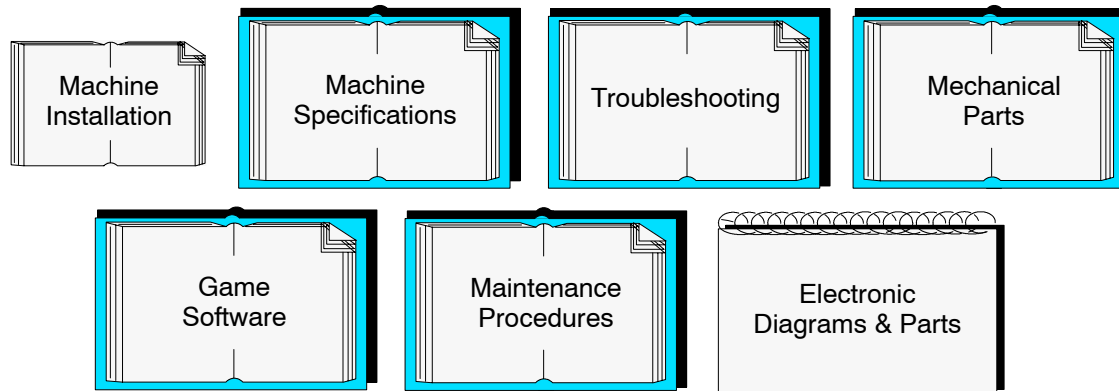 Machine
Installation
Machine
Specifications
Troubleshooting
Mechanical
Parts
Game
Software
Maintenance
Procedures
Electronic
Diagrams & Parts